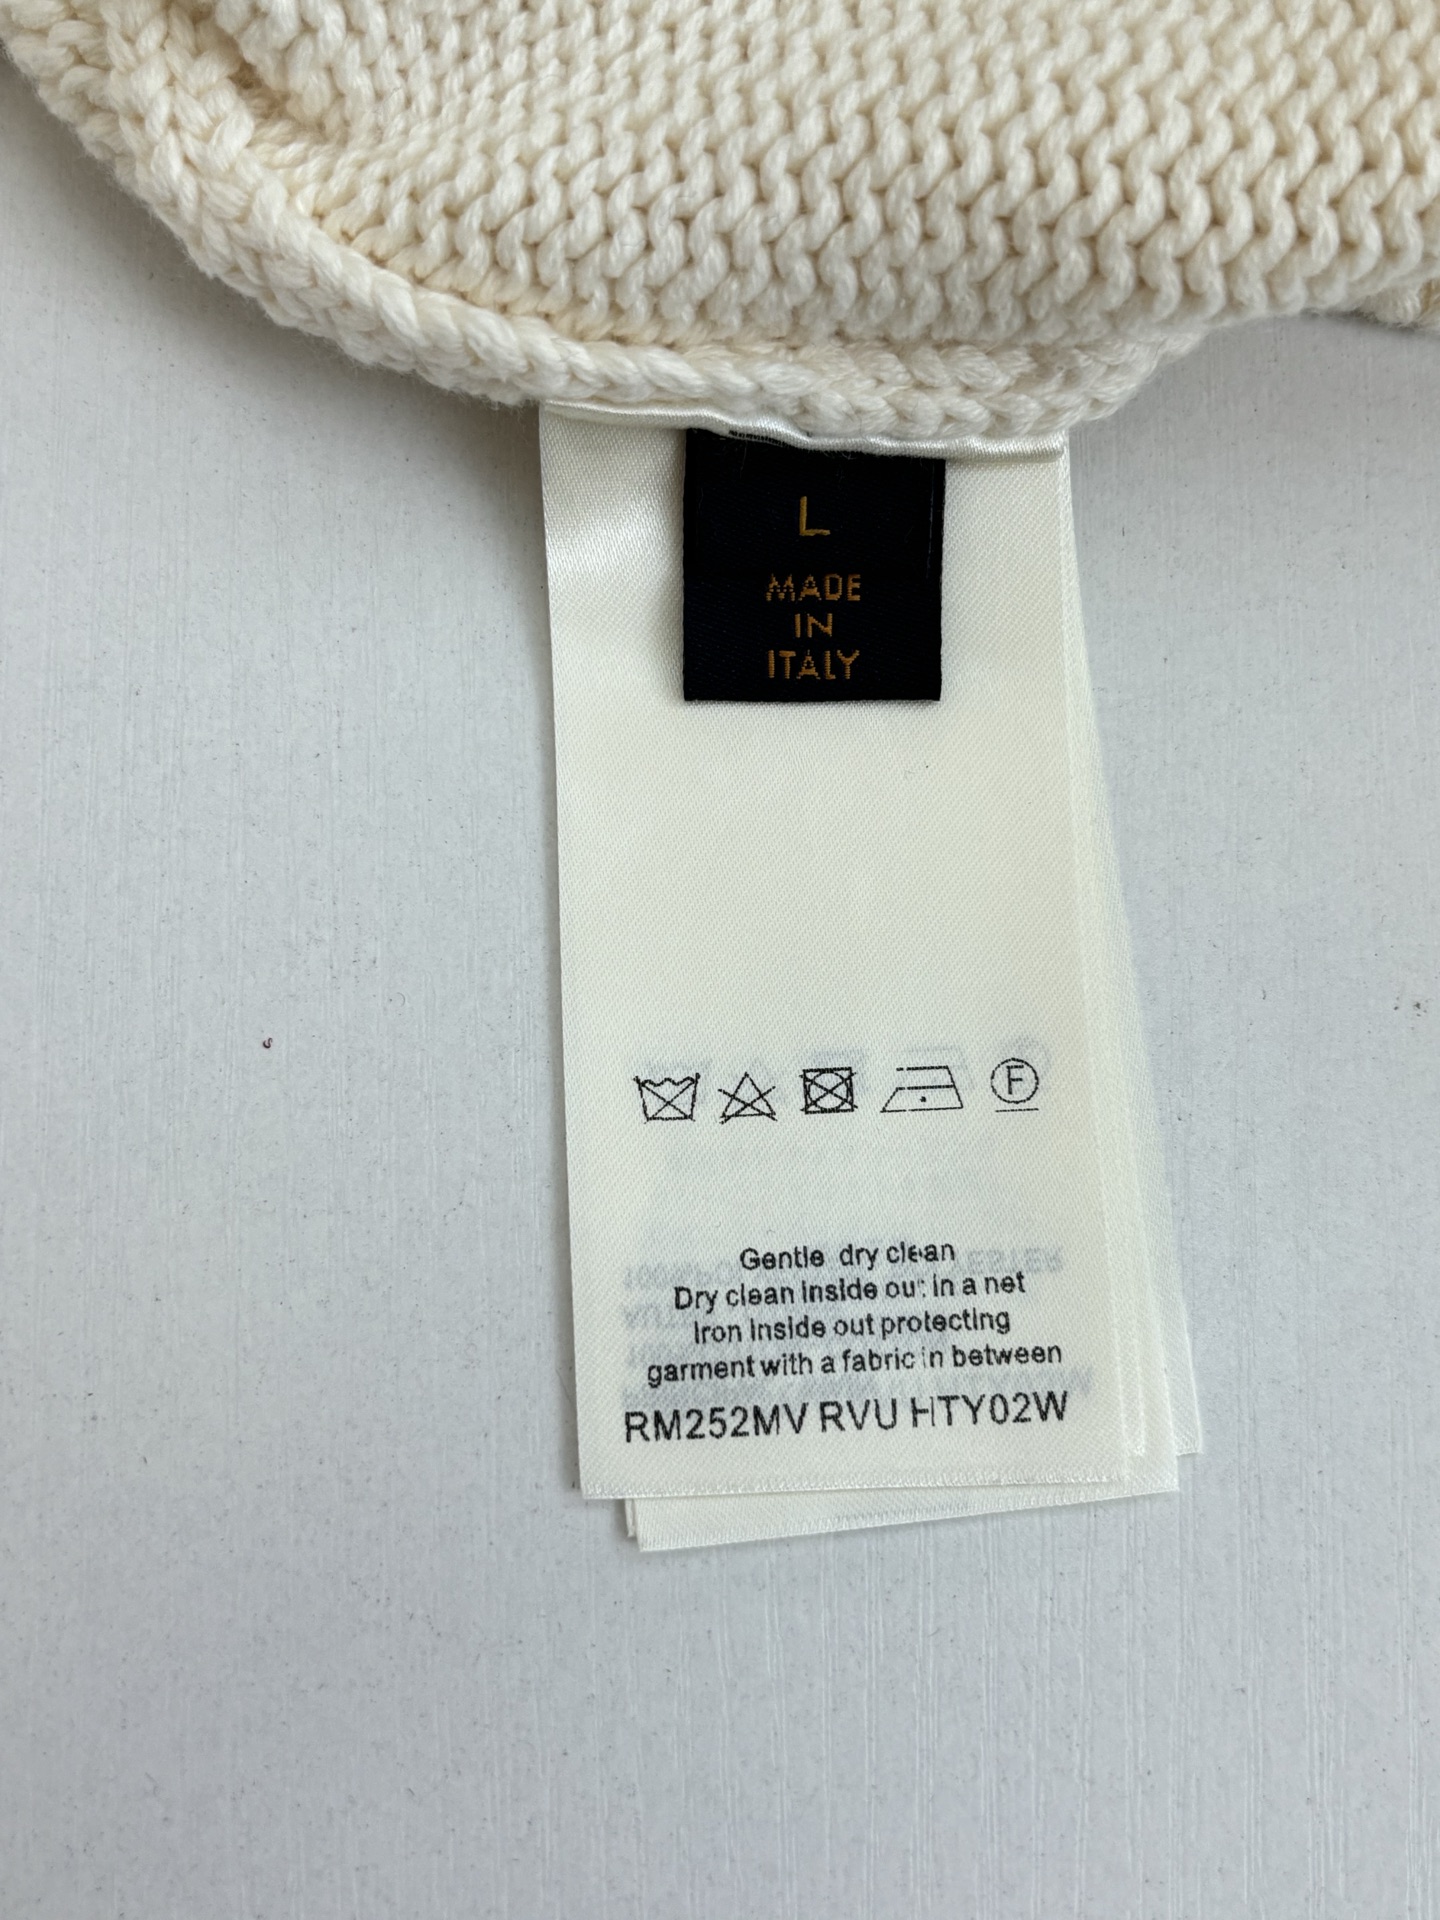 L
MADE
IN
ITALY
F
Gentle dry clean
Dry clean inside out in a net
Iron inside out protecting
garment with a fabric in between
RM252MV RVU HTY02W